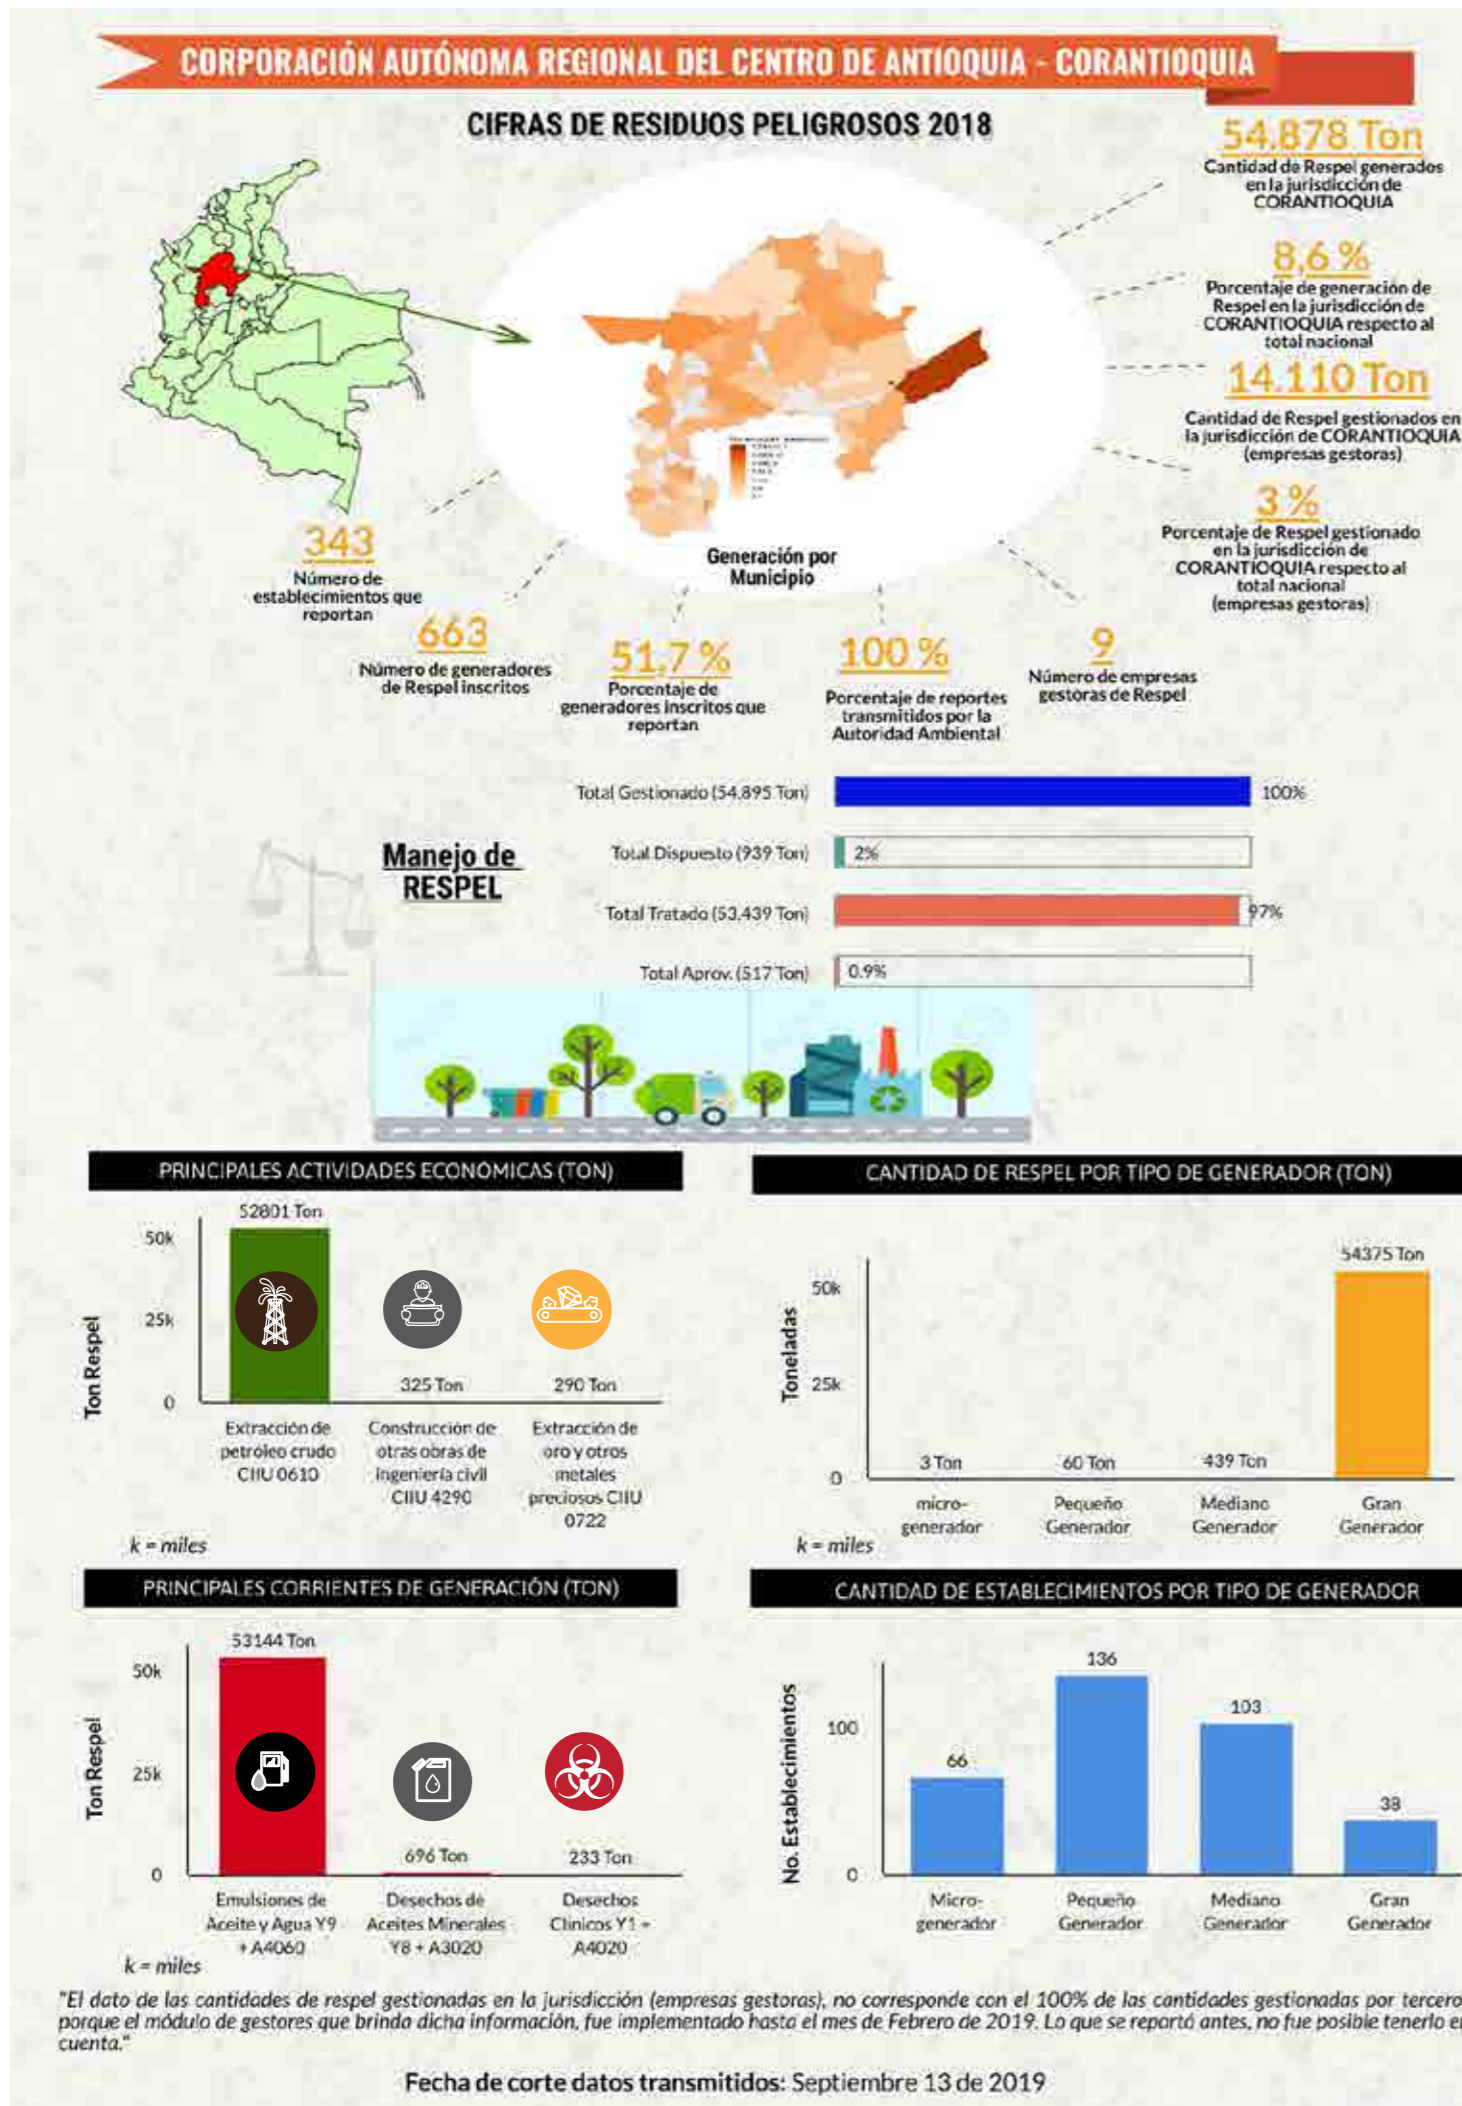 CORPORACIÓN AUTÓNOMA REGIONAL DEL CENTRO DE ANTIOQUIA - CORANTIOQUIA
CIFRAS DE RESIDUOS PELIGROSOS 2018
54.878 Ton
Cantidad de Respel generados
en la jurisdicción de
CORANTIOQUIA
8,6 %
Porcentaje de generación de
Respel en la jurisdicción de
CORANTIOQUIA respecto al
total nacional
14.110 Ton
Cantidad de Respel gestionados en
la jurisdicción de CORANTIOQUIA
(empresas gestoras)
3 %
Porcentaje de Respel gestionado
en la jurisdicción de
CORANTIOQUIA respecto al
total nacional
(empresas gestoras)
Generación por
Municipio
343
Número de
establecimientos que
reportan
663
Número de generadores
de Respel inscritos
51,7 %
Porcentaje de
generadores inscritos que
reportan
100 %
Porcentaje de reportes
transmitidos por la
Autoridad Ambiental
9
Número de empresas
gestoras de Respel
Manejo de
RESPEL
Total Gestionado (54.895 Ton)
100%
Total Dispuesto (939 Ton)
2%
Total Tratado (53.439 Ton)
97%
Total Aprov. (517 Ton)
0.9%
PRINCIPALES ACTIVIDADES ECONÓMICAS (TON)
52801 Ton
50k
25k
0
Ton Respel
325 Ton
290 Ton
Extracción de
petróleo crudo
CIIU 0610
Construcción de
otras obras de
ingeniería civil
CIIU 4290
Extracción de
oro y otros
metales
preciosos CIIU
0722
k = miles
CANTIDAD DE RESPEL POR TIPO DE GENERADOR (TON)
54375 Ton
50k
25k
0
Toneladas
3 Ton
60 Ton
439 Ton
micro-
generador
Pequeño
Generador
Mediano
Generador
Gran
Generador
k = miles
PRINCIPALES CORRIENTES DE GENERACIÓN (TON)
53144 Ton
50k
25k
0
Ton Respel
696 Ton
233 Ton
Emulsiones de
Aceite y Agua Y9
+ A4060
Desechos de
Aceites Minerales
Y8 + A3020
Desechos
Clínicos Y1 +
A4020
k = miles
CANTIDAD DE ESTABLECIMIENTOS POR TIPO DE GENERADOR
No. Establecimientos
100
0
66
136
103
38
Micro-
generador
Pequeño
Generador
Mediano
Generador
Gran
Generador
"El dato de las cantidades de respel gestionadas en la jurisdicción (empresas gestoras), no corresponde con el 100% de las cantidades gestionadas por tercero
porque el módulo de gestores que brinda dicha información, fue implementado hasta el mes de Febrero de 2019. Lo que se reportó antes, no fue posible tenerlo e
cuenta."
Fecha de corte datos transmitidos: Septiembre 13 de 2019